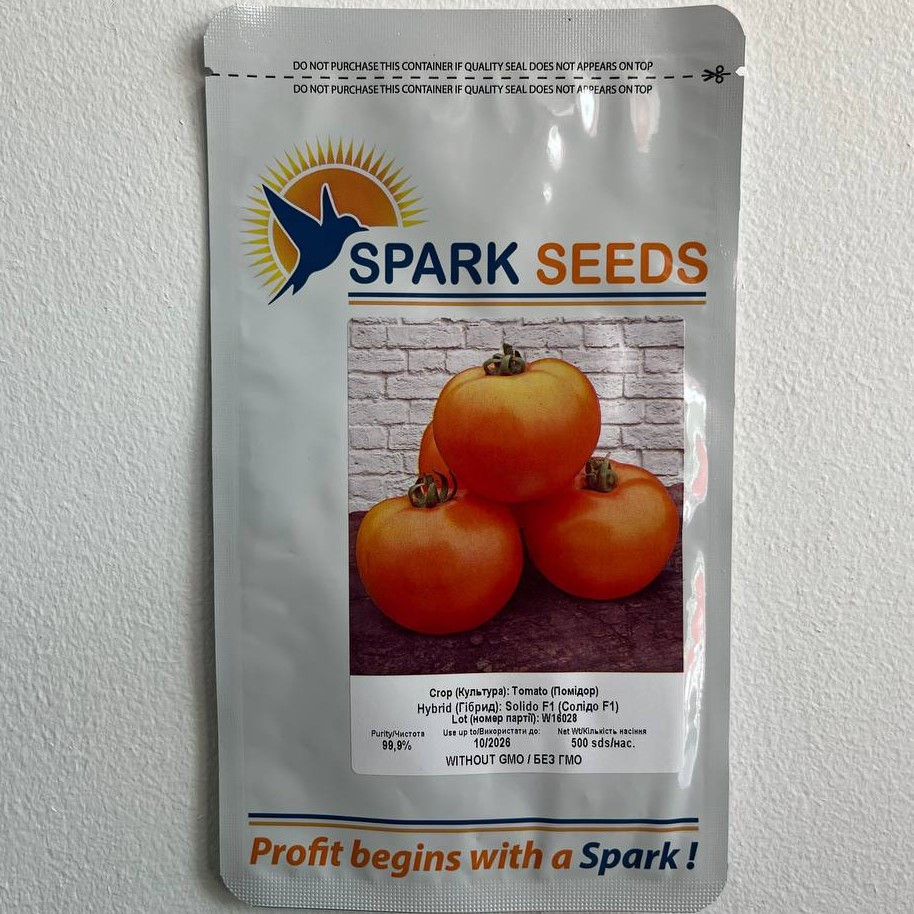 DO NOT PURCHASE THIS CONTAINER IF QUALITY SEAL DOES NOT APPEARS ON TOP
DO NOT PURCHASE THIS CONTAINER IF QUALITY SEAL DOES NOT APPEARS ON TOP
SPARK SEEDS
Crop (Культура): Tomato (Помідор)
Hybrid (Гібрид): Solido F1 (Солідо F1)
Lot (номер партії): W16028
Purity/Чистота Use up to/Використати до: Net Wt/Кількість насіння
99,9% 10/2026 500 sds/нас.
WITHOUT GMO / БЕЗ ГМО
Profit begins with a Spark!